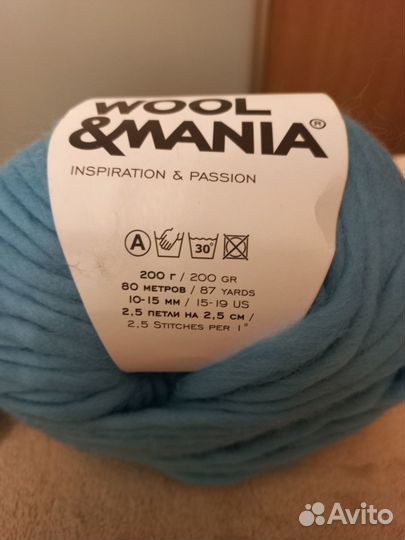 WOOL
&MANIA®
INSPIRATION & PASSION
A 30°
200 Г / 200 GR
80 МЕТРОВ / 87 YARDS
10-15 ММ / 15-19 US
2,5 ПЕТЛИ НА 2,5 СМ /
2,5 STITCHES PER 1"
Avito